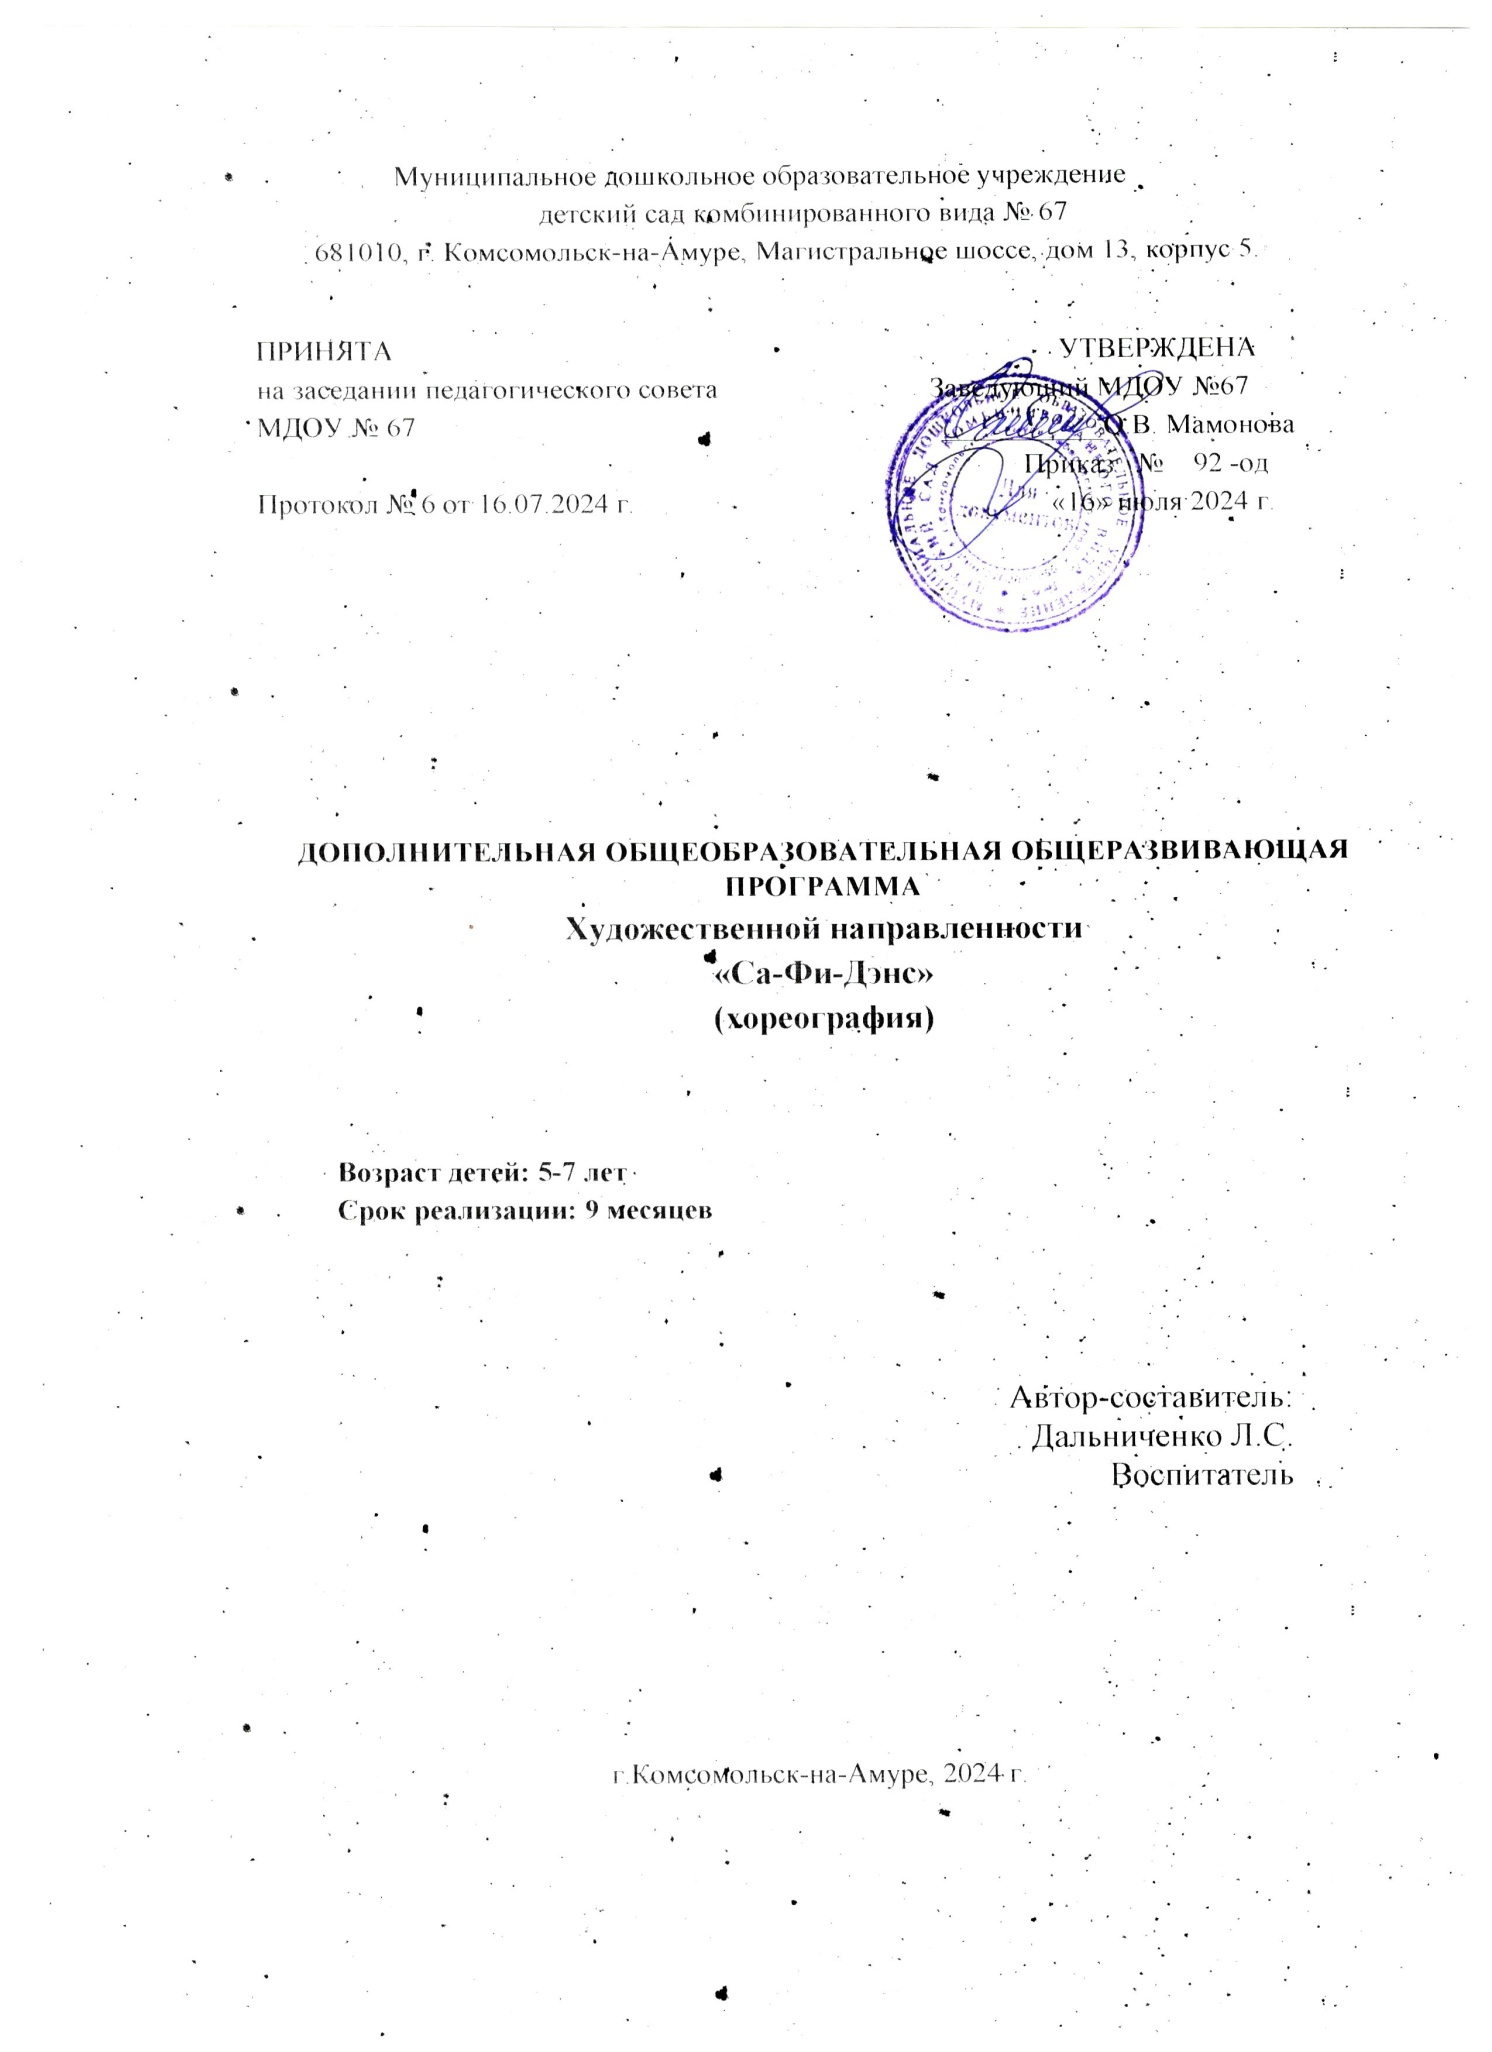 Муниципальное дошкольное образовательное учреждение
детский сад комбинированного вида № 67
681010, г. Комсомольск-на-Амуре, Магистральное шоссе, дом 13, корпус 5.
ПРИНЯТА
на заседании педагогического совета
МДОУ № 67
Протокол № 6 от 16.07.2024 г.
УТВЕРЖДЕНА
Заведующий МДОУ №67
О.В. Мамонова
Приказ № 92 -од
«16» июля 2024 г.
Для
документов
ДОПОЛНИТЕЛЬНАЯ ОБЩЕОБРАЗОВАТЕЛЬНАЯ ОБЩЕРАЗВИВАЮЩАЯ
ПРОГРАММА
Художественной направленности
«Са-Фи-Дэнс»
(хореография)
Возраст детей: 5-7 лет
Срок реализации: 9 месяцев
Автор-составитель:
Дальниченко Л.С.
Воспитатель
г.Комсомольск-на-Амуре, 2024 г.